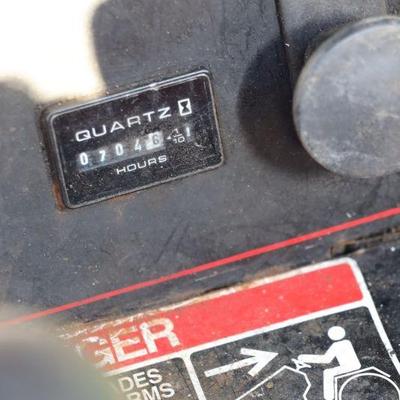 QUARTZ
07046 1/10
HOURS
GER
DES
RMS